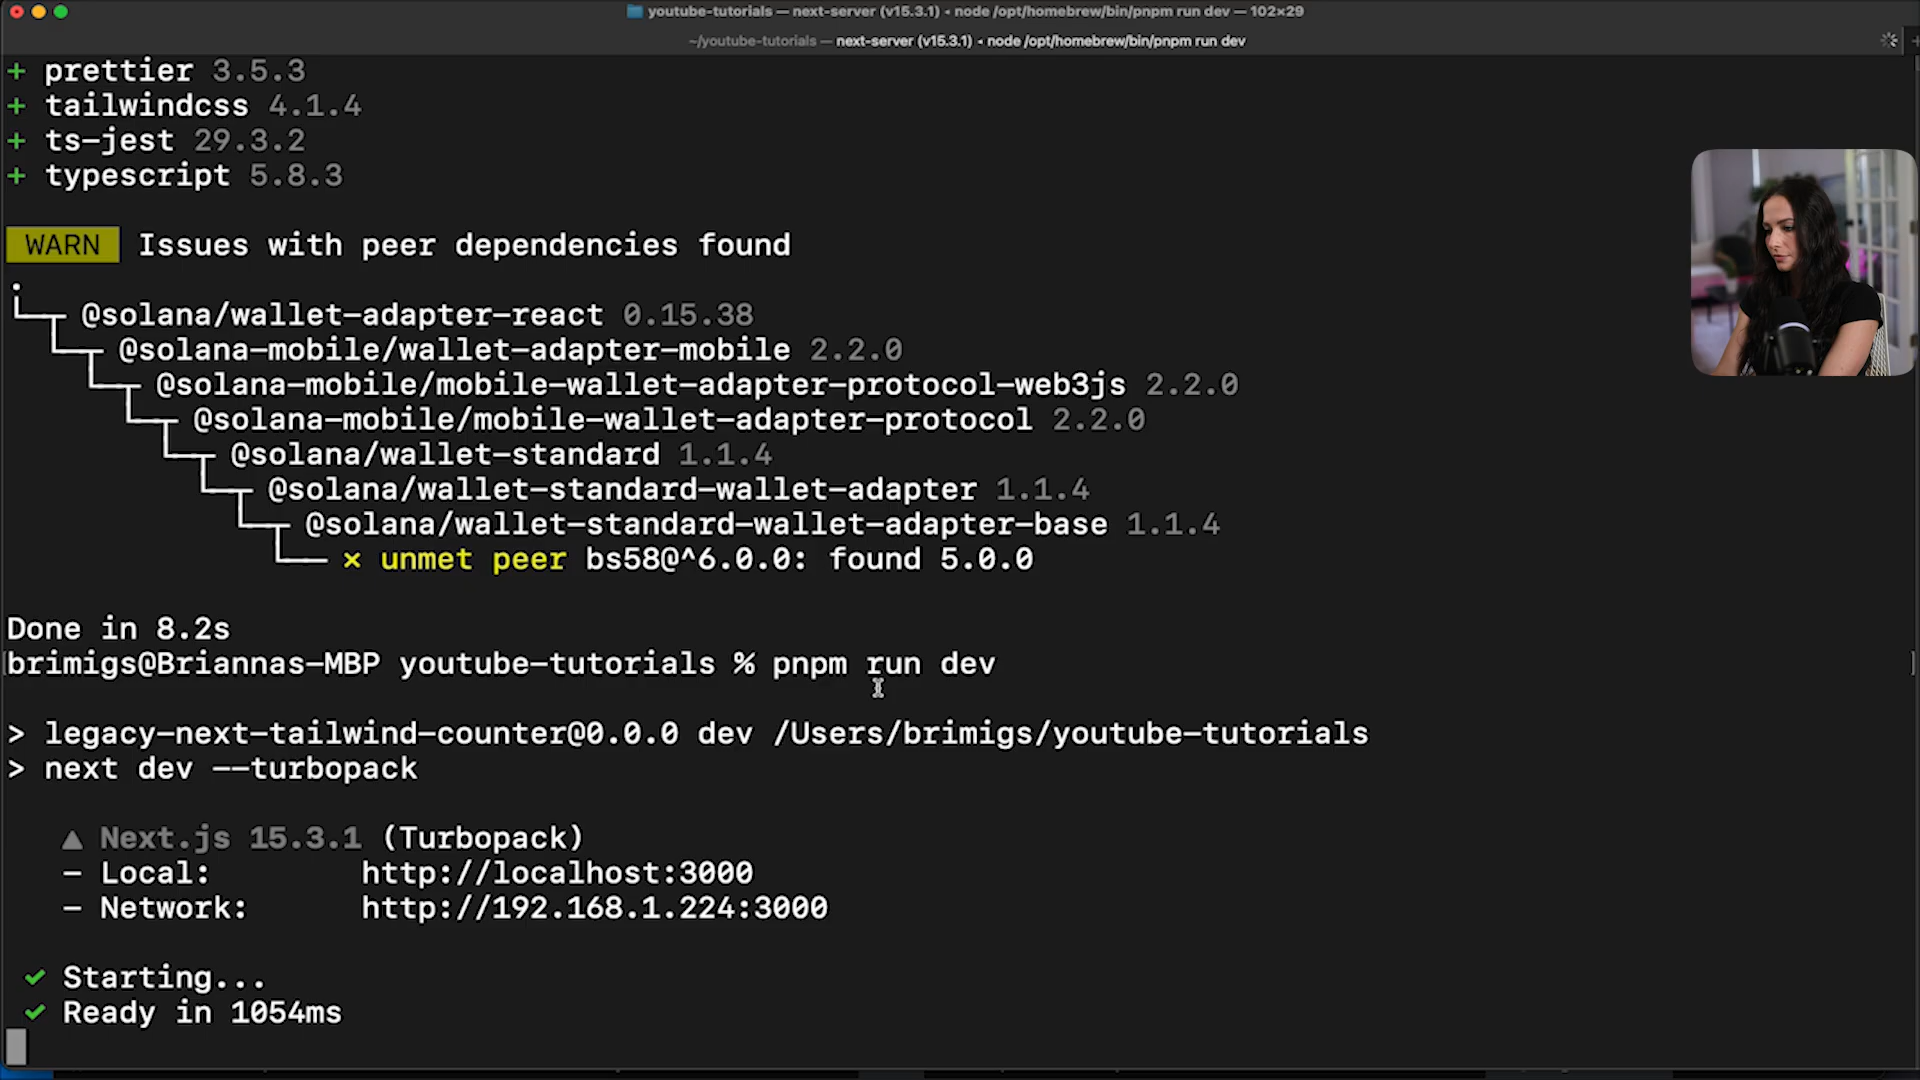 youtube-tutorials — next-server (v15.3.1) ◂ node /opt/homebrew/bin/pnpm run dev — 102×29
~/youtube-tutorials — next-server (v15.3.1) ◂ node /opt/homebrew/bin/pnpm run dev
+ prettier 3.5.3
+ tailwindcss 4.1.4
+ ts-jest 29.3.2
+ typescript 5.8.3
WARN Issues with peer dependencies found
.
└─┬ @solana/wallet-adapter-react 0.15.38
└─┬ @solana-mobile/wallet-adapter-mobile 2.2.0
└─┬ @solana-mobile/mobile-wallet-adapter-protocol-web3js 2.2.0
└─┬ @solana-mobile/mobile-wallet-adapter-protocol 2.2.0
└─┬ @solana/wallet-standard 1.1.4
└─┬ @solana/wallet-standard-wallet-adapter 1.1.4
└─┬ @solana/wallet-standard-wallet-adapter-base 1.1.4
└── ✕ unmet peer bs58@^6.0.0: found 5.0.0
Done in 8.2s
brimigs@Briannas-MBP youtube-tutorials % pnpm run dev
> legacy-next-tailwind-counter@0.0.0 dev /Users/brimigs/youtube-tutorials
> next dev --turbopack
▲ Next.js 15.3.1 (Turbopack)
- Local: http://localhost:3000
- Network: http://192.168.1.224:3000
✓ Starting...
✓ Ready in 1054ms